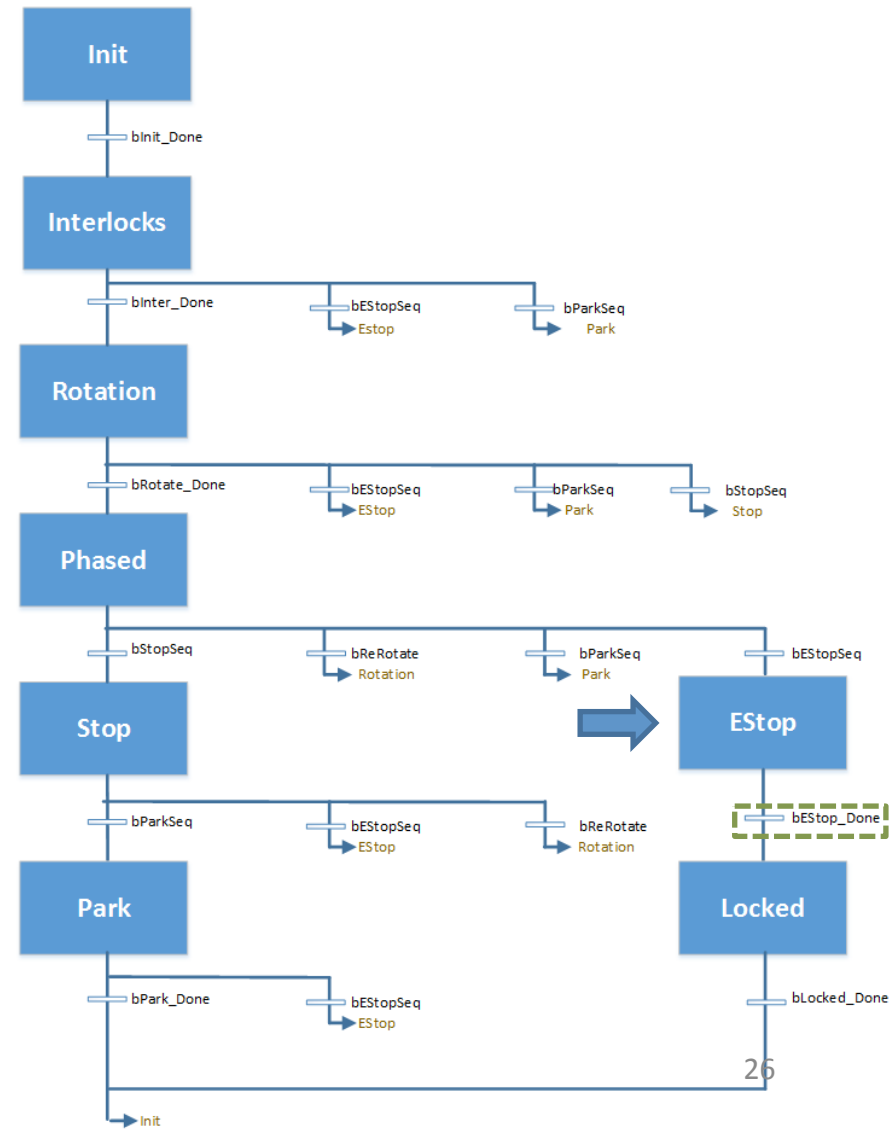 Init
bInit_Done
Interlocks
bInter_Done
bEStopSeq
Estop
bParkSeq
Park
Rotation
bRotate_Done
bEStopSeq
EStop
bParkSeq
Park
bStopSeq
Stop
Phased
bStopSeq
bReRotate
Rotation
bParkSeq
Park
bEStopSeq
Stop
EStop
bEStop_Done
bParkSeq
bEStopSeq
EStop
bReRotate
Rotation
Park
Locked
bPark_Done
bEStopSeq
EStop
bLocked_Done
26
Init